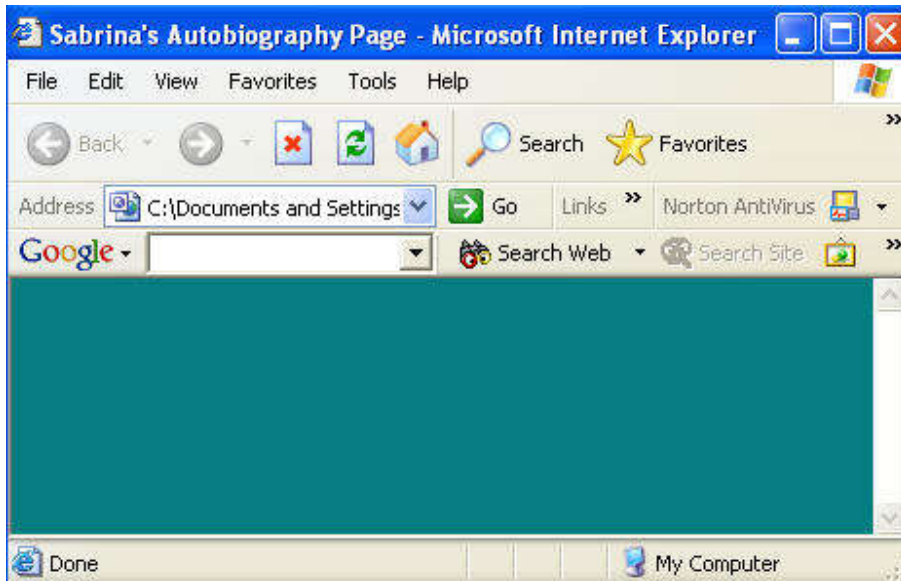 Sabrina's Autobiography Page - Microsoft Internet Explorer
File Edit View Favorites Tools Help
Back Search Favorites »
Address C:\Documents and Settings Go Links » Norton AntiVirus
Google Search Web Search Site »
Done My Computer